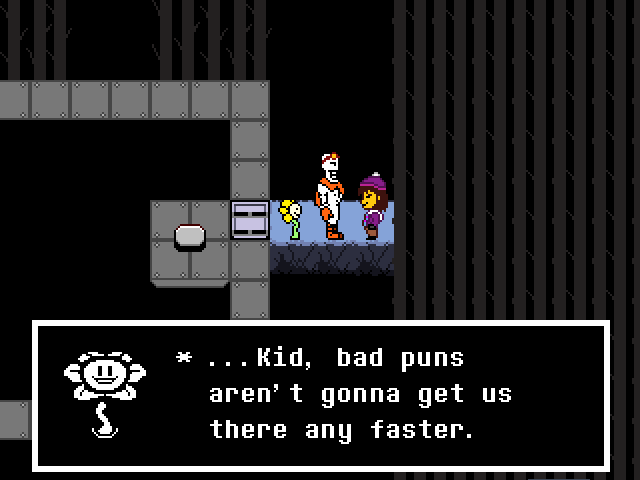 * ...Kid, bad puns
aren't gonna get us
there any faster.